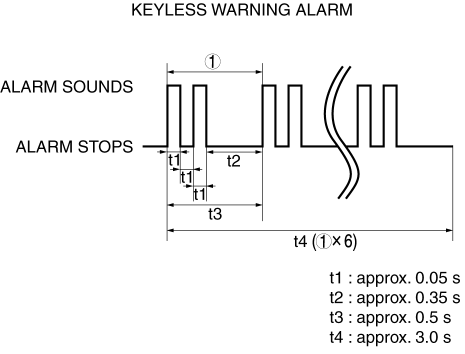 KEYLESS WARNING ALARM
①
ALARM SOUNDS
ALARM STOPS
t1
t2
t1
t1
t3
t4 (①×6)
t1 : approx. 0.05 s
t2 : approx. 0.35 s
t3 : approx. 0.5 s
t4 : approx. 3.0 s